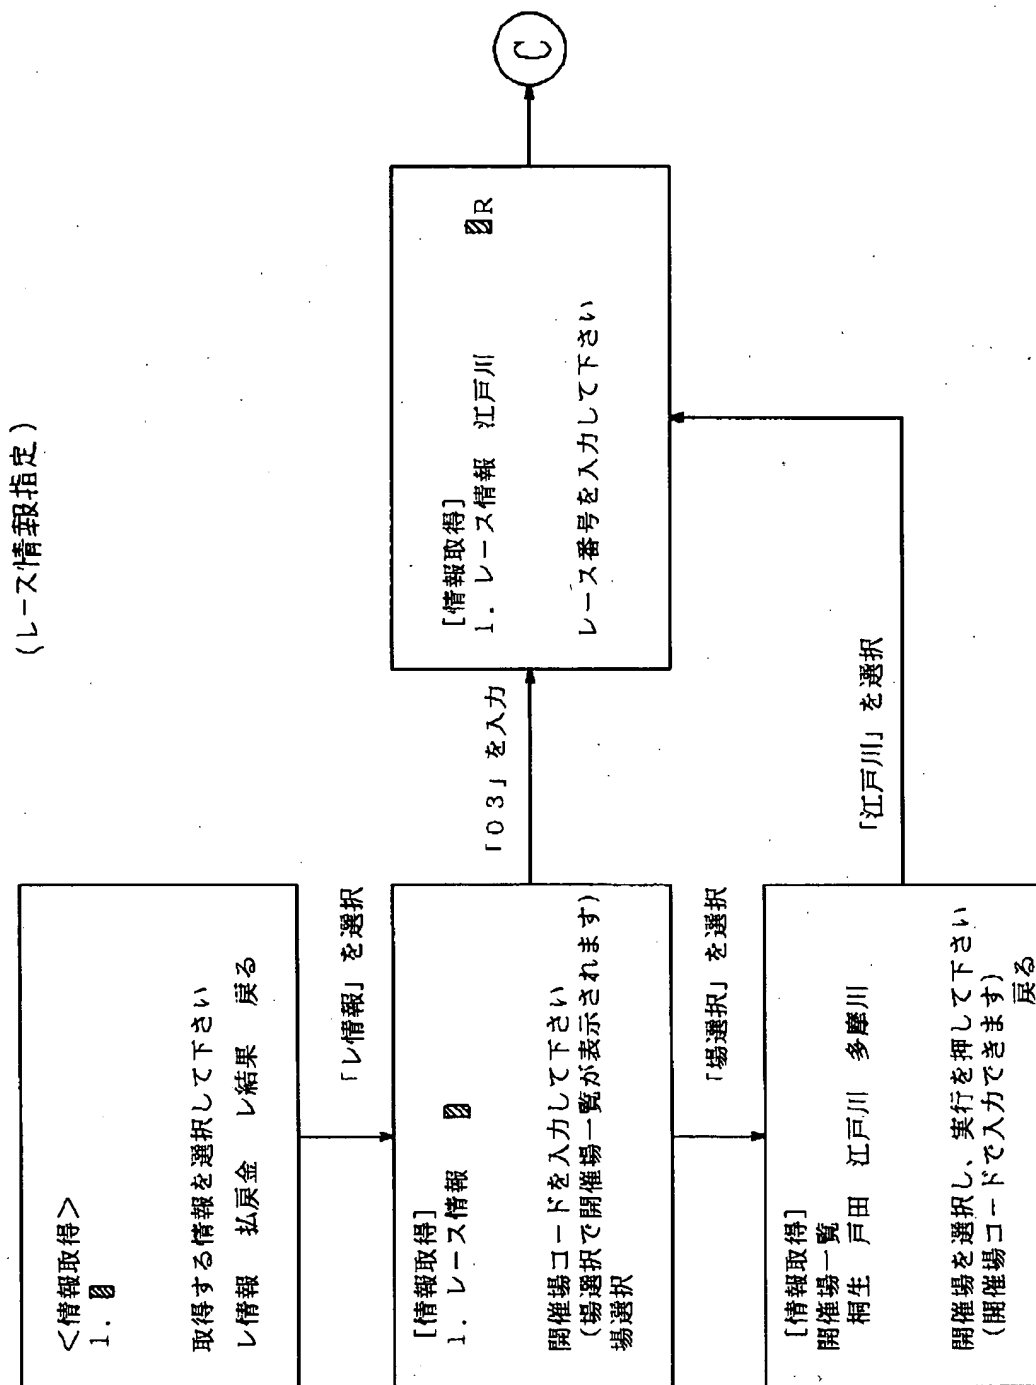 (レース情報指定)
<情報取得>
1. ▨
取得する情報を選択して下さい
レ情報 払戻金 レ結果 戻る
「レ情報」を選択
[情報取得]
1. レース情報 ▨
開催場コードを入力して下さい
(場選択で開催場一覧が表示されます)
場選択
「03」を入力
「場選択」を選択
[情報取得]
開催場一覧
桐生 戸田 江戸川 多摩川
開催場を選択し、実行を押して下さい
(開催場コードで入力できます)
戻る
「江戸川」を選択
[情報取得]
1. レース情報 江戸川 ▨R
レース番号を入力して下さい
C